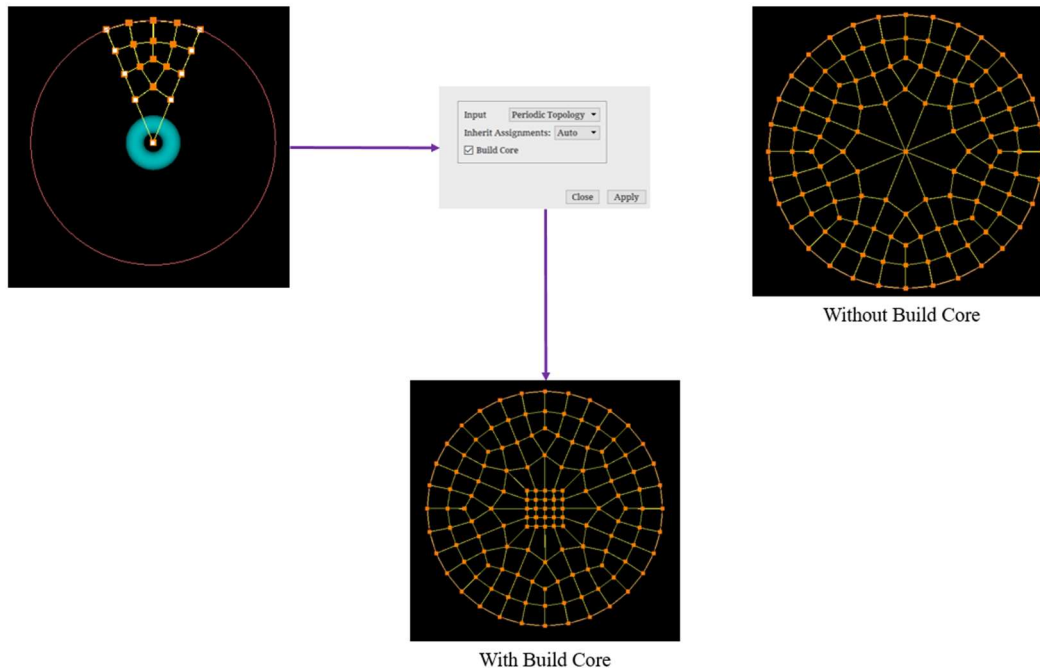 Input Periodic Topology
Inherit Assignments: Auto
Build Core
Close Apply
Without Build Core
With Build Core